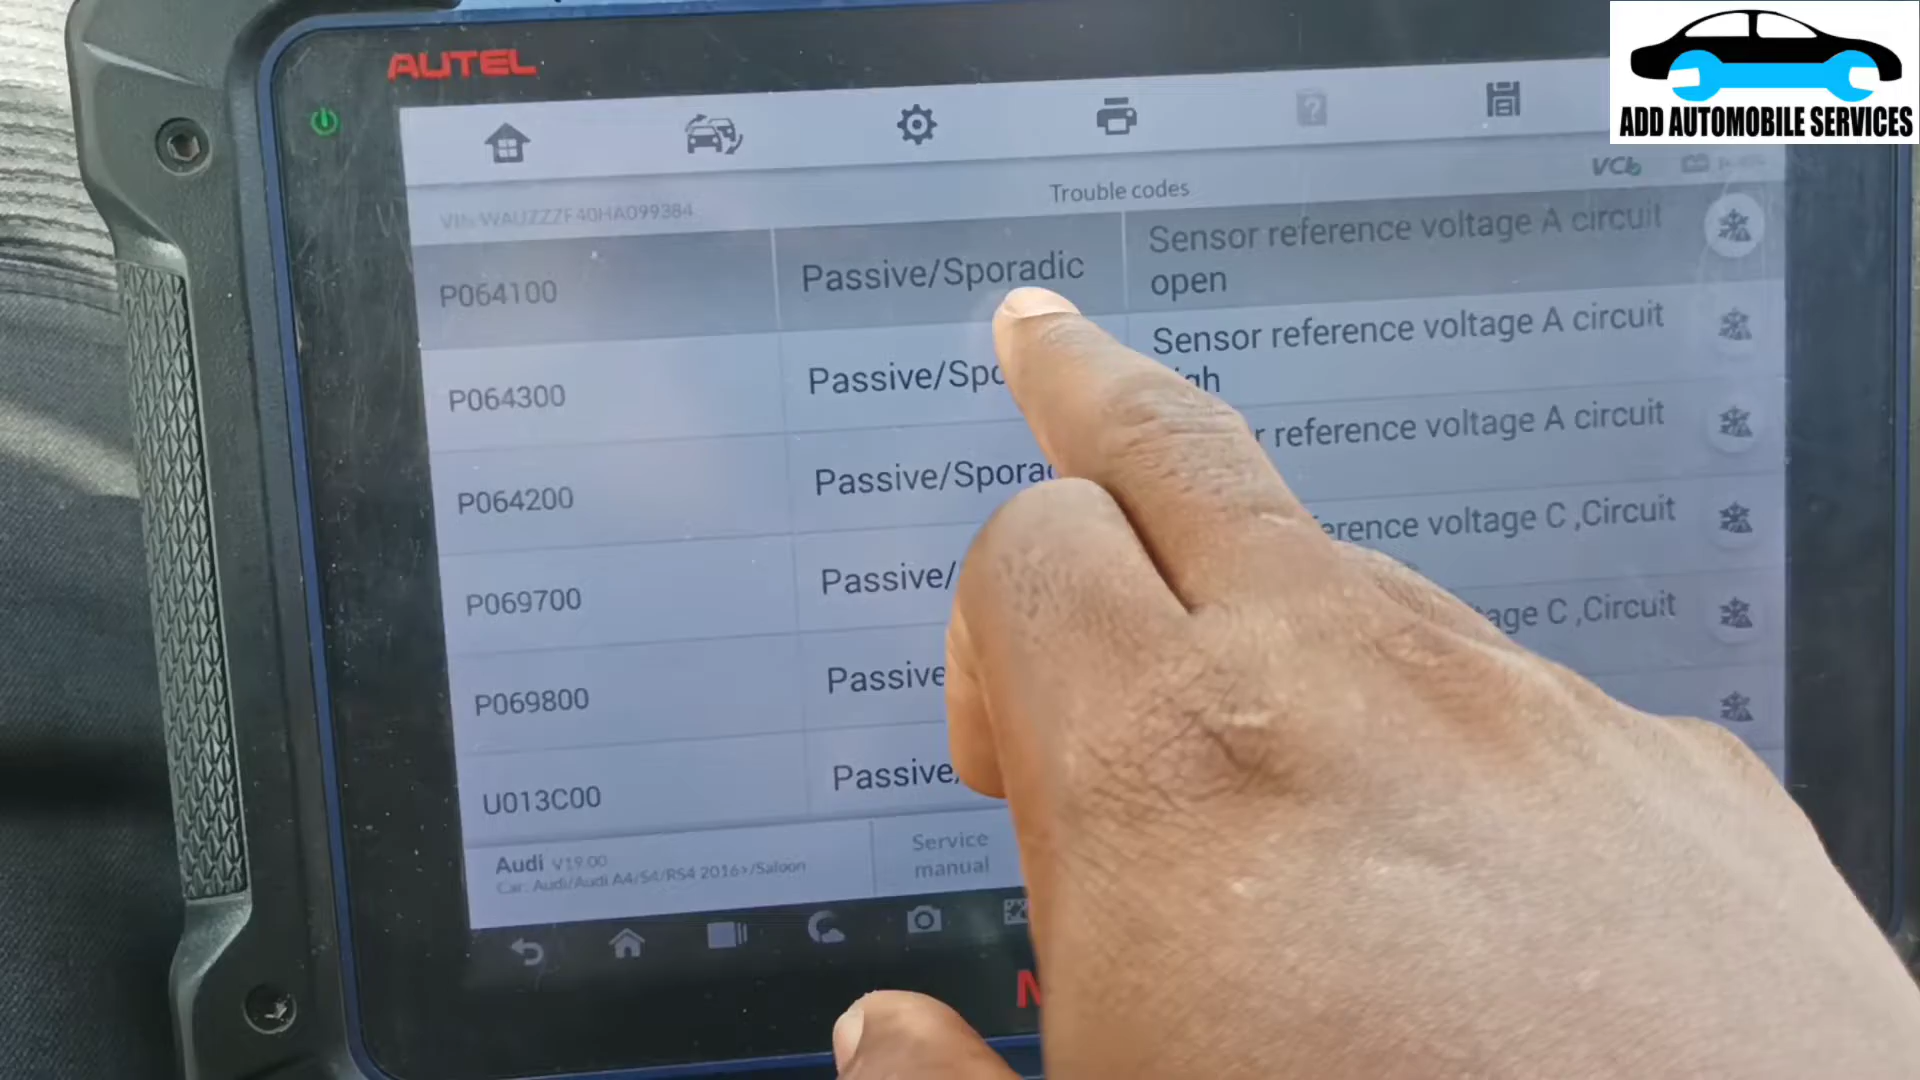 AUTEL
ADD AUTOMOBILE SERVICES
VCI
Trouble codes
VIN:WAUZZZF40HA099384
P064100 Passive/Sporadic Sensor reference voltage A circuit
open
P064300 Passive/Spo Sensor reference voltage A circuit
gh
P064200 Passive/Sporad r reference voltage A circuit
P069700 Passive/ erence voltage C ,Circuit
P069800 Passive age C ,Circuit
U013C00 Passive/
Audi V19.00
Car: Audi/Audi A4/S4/RS4 2016>/Saloon
Service
manual